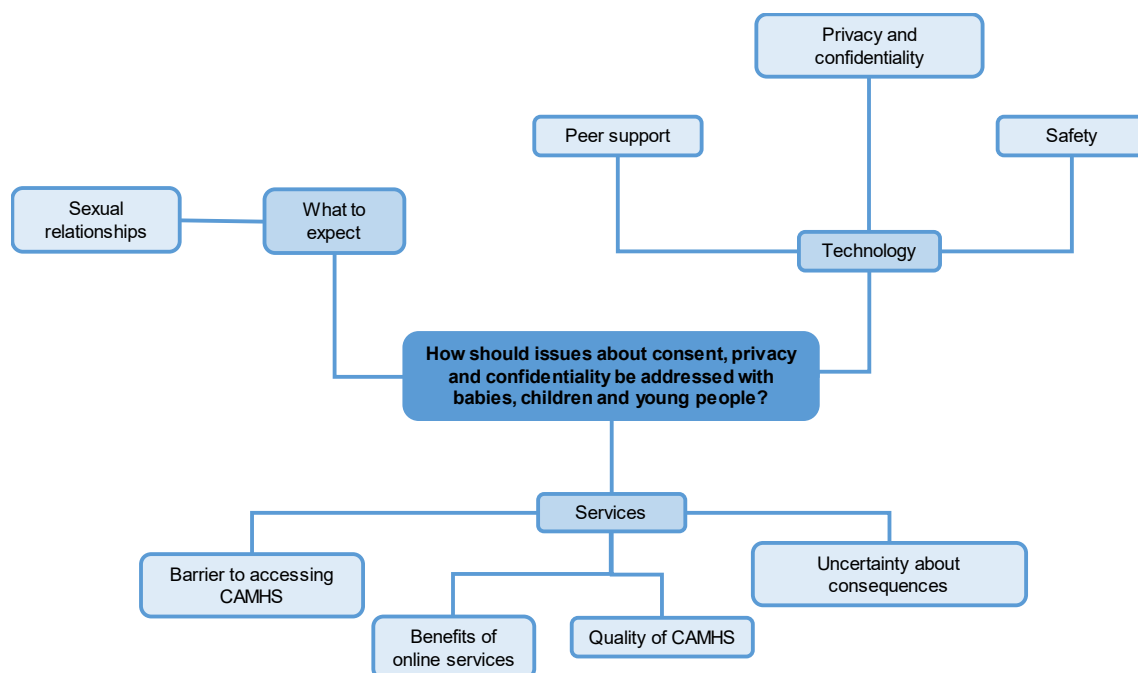 Privacy and
confidentiality
Peer support
Safety
Sexual
relationships
What to
expect
Technology
How should issues about consent, privacy
and confidentiality be addressed with
babies, children and young people?
Services
Barrier to accessing
CAMHS
Uncertainty about
consequences
Benefits of
online services
Quality of CAMHS